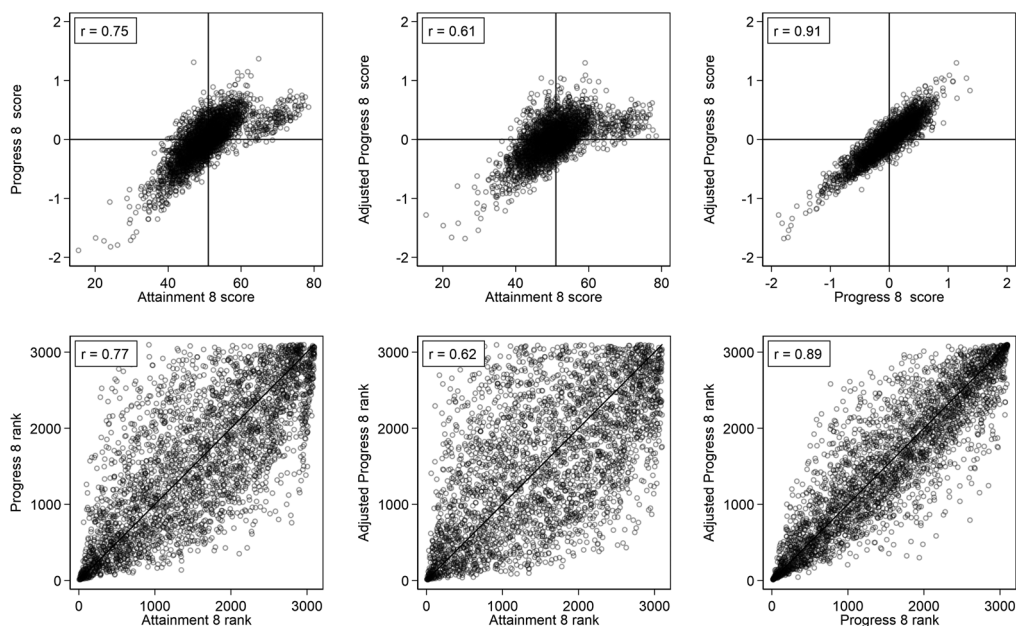 r = 0.75
Progress 8 score
2
1
0
-1
-2
20
40
60
80
Attainment 8 score
r = 0.61
Adjusted Progress 8 score
2
1
0
-1
-2
20
40
60
80
Attainment 8 score
r = 0.91
Adjusted Progress 8 score
2
1
0
-1
-2
-2
-1
0
1
2
Progress 8 score
r = 0.77
Progress 8 rank
3000
2000
1000
0
0
1000
2000
3000
Attainment 8 rank
r = 0.62
Adjusted Progress 8 rank
3000
2000
1000
0
0
1000
2000
3000
Attainment 8 rank
r = 0.89
Adjusted Progress 8 rank
3000
2000
1000
0
0
1000
2000
3000
Progress 8 rank